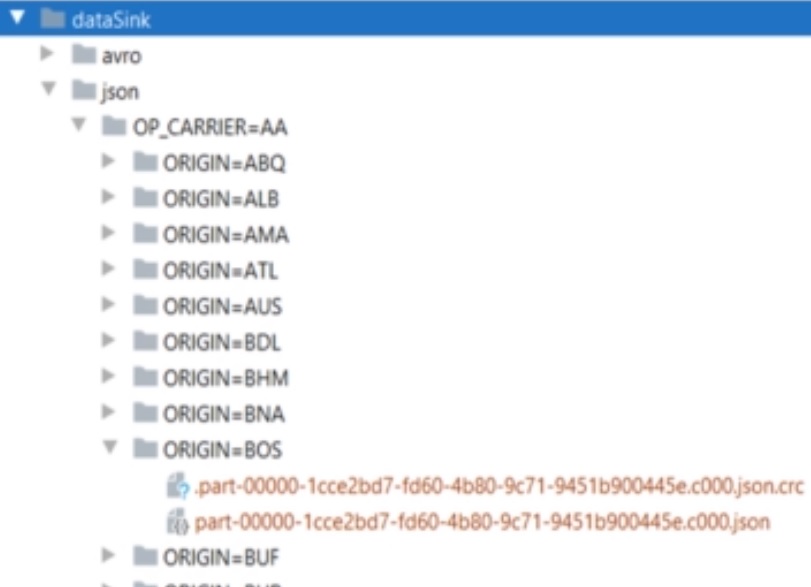 dataSink
avro
json
OP_CARRIER=AA
ORIGIN=ABQ
ORIGIN=ALB
ORIGIN=AMA
ORIGIN=ATL
ORIGIN=AUS
ORIGIN=BDL
ORIGIN=BHM
ORIGIN=BNA
ORIGIN=BOS
.part-00000-1cce2bd7-fd60-4b80-9c71-9451b900445e.c000.json.crc
part-00000-1cce2bd7-fd60-4b80-9c71-9451b900445e.c000.json
ORIGIN=BUF